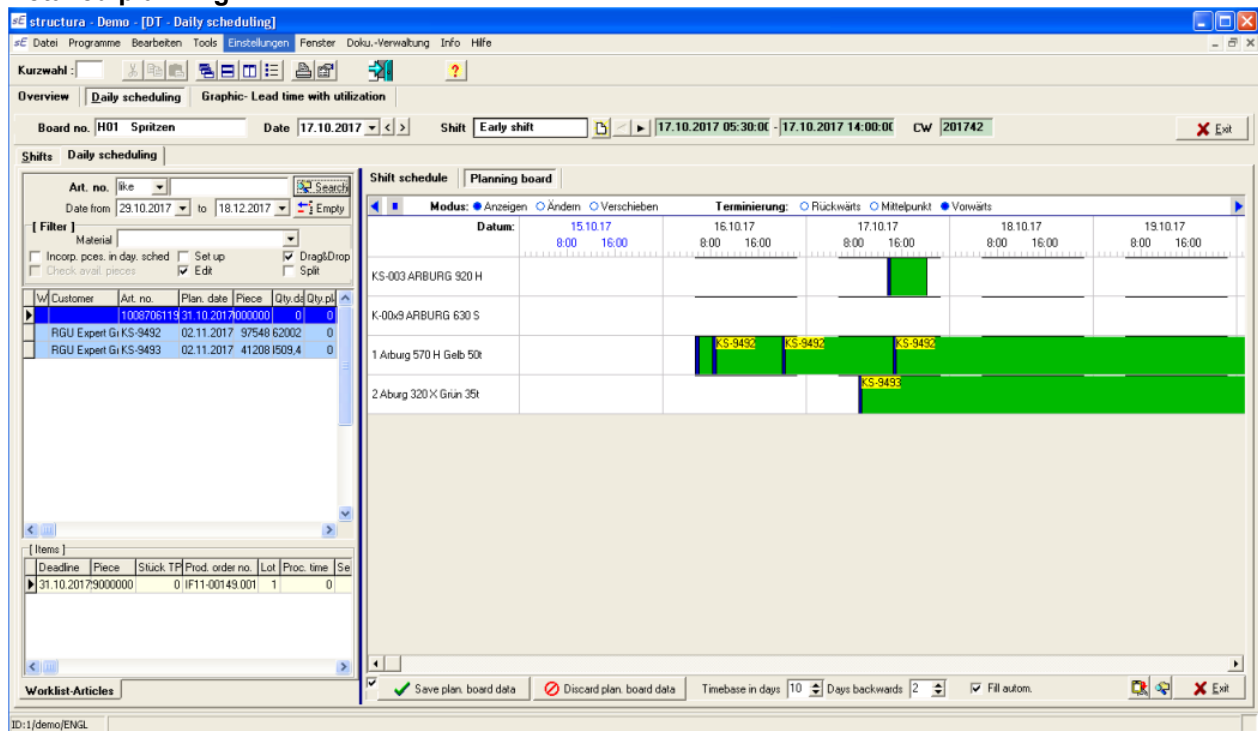 structura - Demo - [DT - Daily scheduling]
Datei Programme Bearbeiten Tools Einstellungen Fenster Doku.-Verwaltung Info Hilfe
Kurzwahl :
Overview Daily scheduling Graphic- Lead time with utilization
Board no. H01 Spritzen Date 17.10.2017 Shift Early shift 17.10.2017 05:30:0 - 17.10.2017 14:00:0 CW 201742 Exit
Shifts Daily scheduling
Art. no. like Search
Date from 29.10.2017 to 18.12.2017 Empty
[ Filter ]
Material
Incorp. pces. in day. sched Set up Drag&Drop
Check avail. pieces Edit Split
W Customer Art. no. Plan. date Piece Qty.da Qty.pl
1008706119 31.10.2017 000000 0 0
RGU Expert G KS-9492 02.11.2017 97548 62002 0
RGU Expert G KS-9493 02.11.2017 41208 509,4 0
[ Items ]
Deadline Piece Stück TP Prod. order no. Lot Proc. time Se
31.10.2017 9000000 0 IF11-00149.001 1 0
Worklist-Articles
Shift schedule Planning board
Modus: Anzeigen Ändern Verschieben Terminierung: Rückwärts Mittelpunkt Vorwärts
Datum: 15.10.17 16.10.17 17.10.17 18.10.17 19.10.17
8:00 16:00 8:00 16:00 8:00 16:00 8:00 16:00 8:00 16:00
KS-003 ARBURG 920 H
K-00x9 ARBURG 630 S
1 Arburg 570 H Gelb 50t KS-9492 KS-9492 KS-9492
2 Aburg 320 X Grün 35t KS-9493
Save plan. board data Discard plan. board data Timebase in days 10 Days backwards 2 Fill autom. Exit
ID:1/demo/ENGL